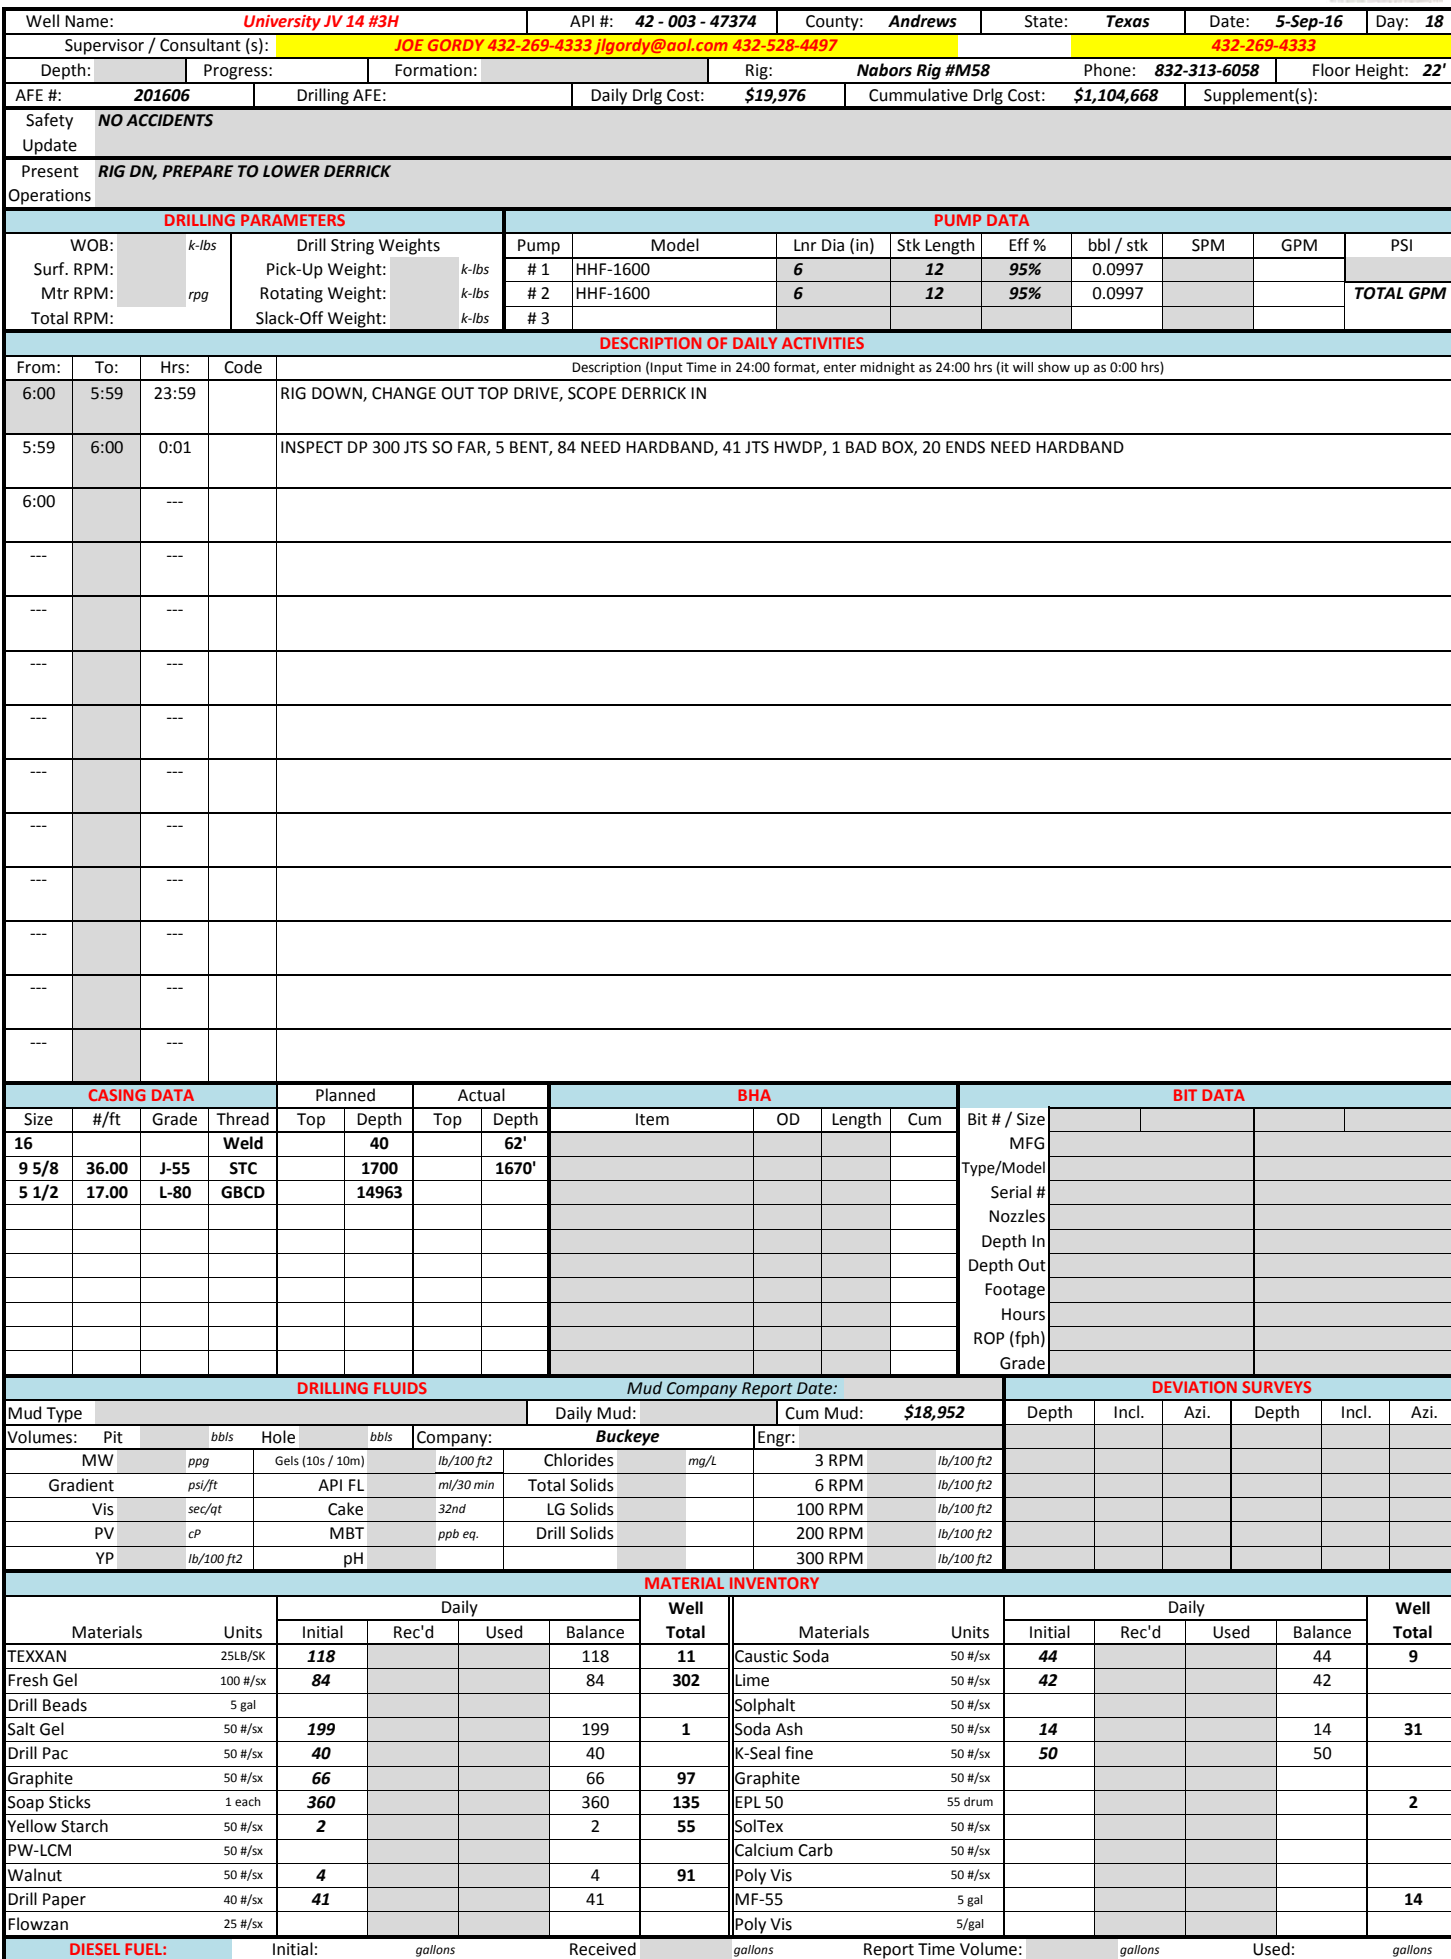 Well Name: University JV 14 #3H API #: 42 - 003 - 47374 County: Andrews State: Texas Date: 5-Sep-16 Day: 18
Supervisor / Consultant (s): JOE GORDY 432-269-4333 jlgordy@aol.com 432-528-4497 432-269-4333
Depth: Progress: Formation: Rig: Nabors Rig #M58 Phone: 832-313-6058 Floor Height: 22'
AFE #: 201606 Drilling AFE: Daily Drlg Cost: $19,976 Cummulative Drlg Cost: $1,104,668 Supplement(s):
Safety NO ACCIDENTS
Update
Present RIG DN, PREPARE TO LOWER DERRICK
Operations
DRILLING PARAMETERS PUMP DATA
WOB: k-lbs Drill String Weights Pump Model Lnr Dia (in) Stk Length Eff % bbl / stk SPM GPM PSI
Surf. RPM: Pick-Up Weight: k-lbs # 1 HHF-1600 6 12 95% 0.0997
Mtr RPM: rpg Rotating Weight: k-lbs # 2 HHF-1600 6 12 95% 0.0997 TOTAL GPM
Total RPM: Slack-Off Weight: k-lbs # 3
DESCRIPTION OF DAILY ACTIVITIES
From: To: Hrs: Code Description (Input Time in 24:00 format, enter midnight as 24:00 hrs (it will show up as 0:00 hrs)
6:00 5:59 23:59 RIG DOWN, CHANGE OUT TOP DRIVE, SCOPE DERRICK IN
5:59 6:00 0:01 INSPECT DP 300 JTS SO FAR, 5 BENT, 84 NEED HARDBAND, 41 JTS HWDP, 1 BAD BOX, 20 ENDS NEED HARDBAND
6:00 ---
--- ---
--- ---
--- ---
--- ---
--- ---
--- ---
--- ---
--- ---
--- ---
--- ---
CASING DATA Planned Actual BHA BIT DATA
Size #/ft Grade Thread Top Depth Top Depth Item OD Length Cum Bit # / Size
16 Weld 40 62' MFG
9 5/8 36.00 J-55 STC 1700 1670' Type/Model
5 1/2 17.00 L-80 GBCD 14963 Serial #
Nozzles
Depth In
Depth Out
Footage
Hours
ROP (fph)
Grade
DRILLING FLUIDS Mud Company Report Date: DEVIATION SURVEYS
Mud Type Daily Mud: Cum Mud: $18,952 Depth Incl. Azi. Depth Incl. Azi.
Volumes: Pit bbls Hole bbls Company: Buckeye Engr:
MW ppg Gels (10s / 10m) lb/100 ft2 Chlorides mg/L 3 RPM lb/100 ft2
Gradient psi/ft API FL ml/30 min Total Solids 6 RPM lb/100 ft2
Vis sec/qt Cake 32nd LG Solids 100 RPM lb/100 ft2
PV cP MBT ppb eq. Drill Solids 200 RPM lb/100 ft2
YP lb/100 ft2 pH 300 RPM lb/100 ft2
MATERIAL INVENTORY
Daily Well Daily Well
Materials Units Initial Rec'd Used Balance Total Materials Units Initial Rec'd Used Balance Total
TEXXAN 25LB/SK 118 118 11 Caustic Soda 50 #/sx 44 44 9
Fresh Gel 100 #/sx 84 84 302 Lime 50 #/sx 42 42
Drill Beads 5 gal Solphalt 50 #/sx
Salt Gel 50 #/sx 199 199 1 Soda Ash 50 #/sx 14 14 31
Drill Pac 50 #/sx 40 40 K-Seal fine 50 #/sx 50 50
Graphite 50 #/sx 66 66 97 Graphite 50 #/sx
Soap Sticks 1 each 360 360 135 EPL 50 55 drum 2
Yellow Starch 50 #/sx 2 2 55 SolTex 50 #/sx
PW-LCM 50 #/sx Calcium Carb 50 #/sx
Walnut 50 #/sx 4 4 91 Poly Vis 50 #/sx
Drill Paper 40 #/sx 41 41 MF-55 5 gal 14
Flowzan 25 #/sx Poly Vis 5/gal
DIESEL FUEL: Initial: gallons Received gallons Report Time Volume: gallons Used: gallons